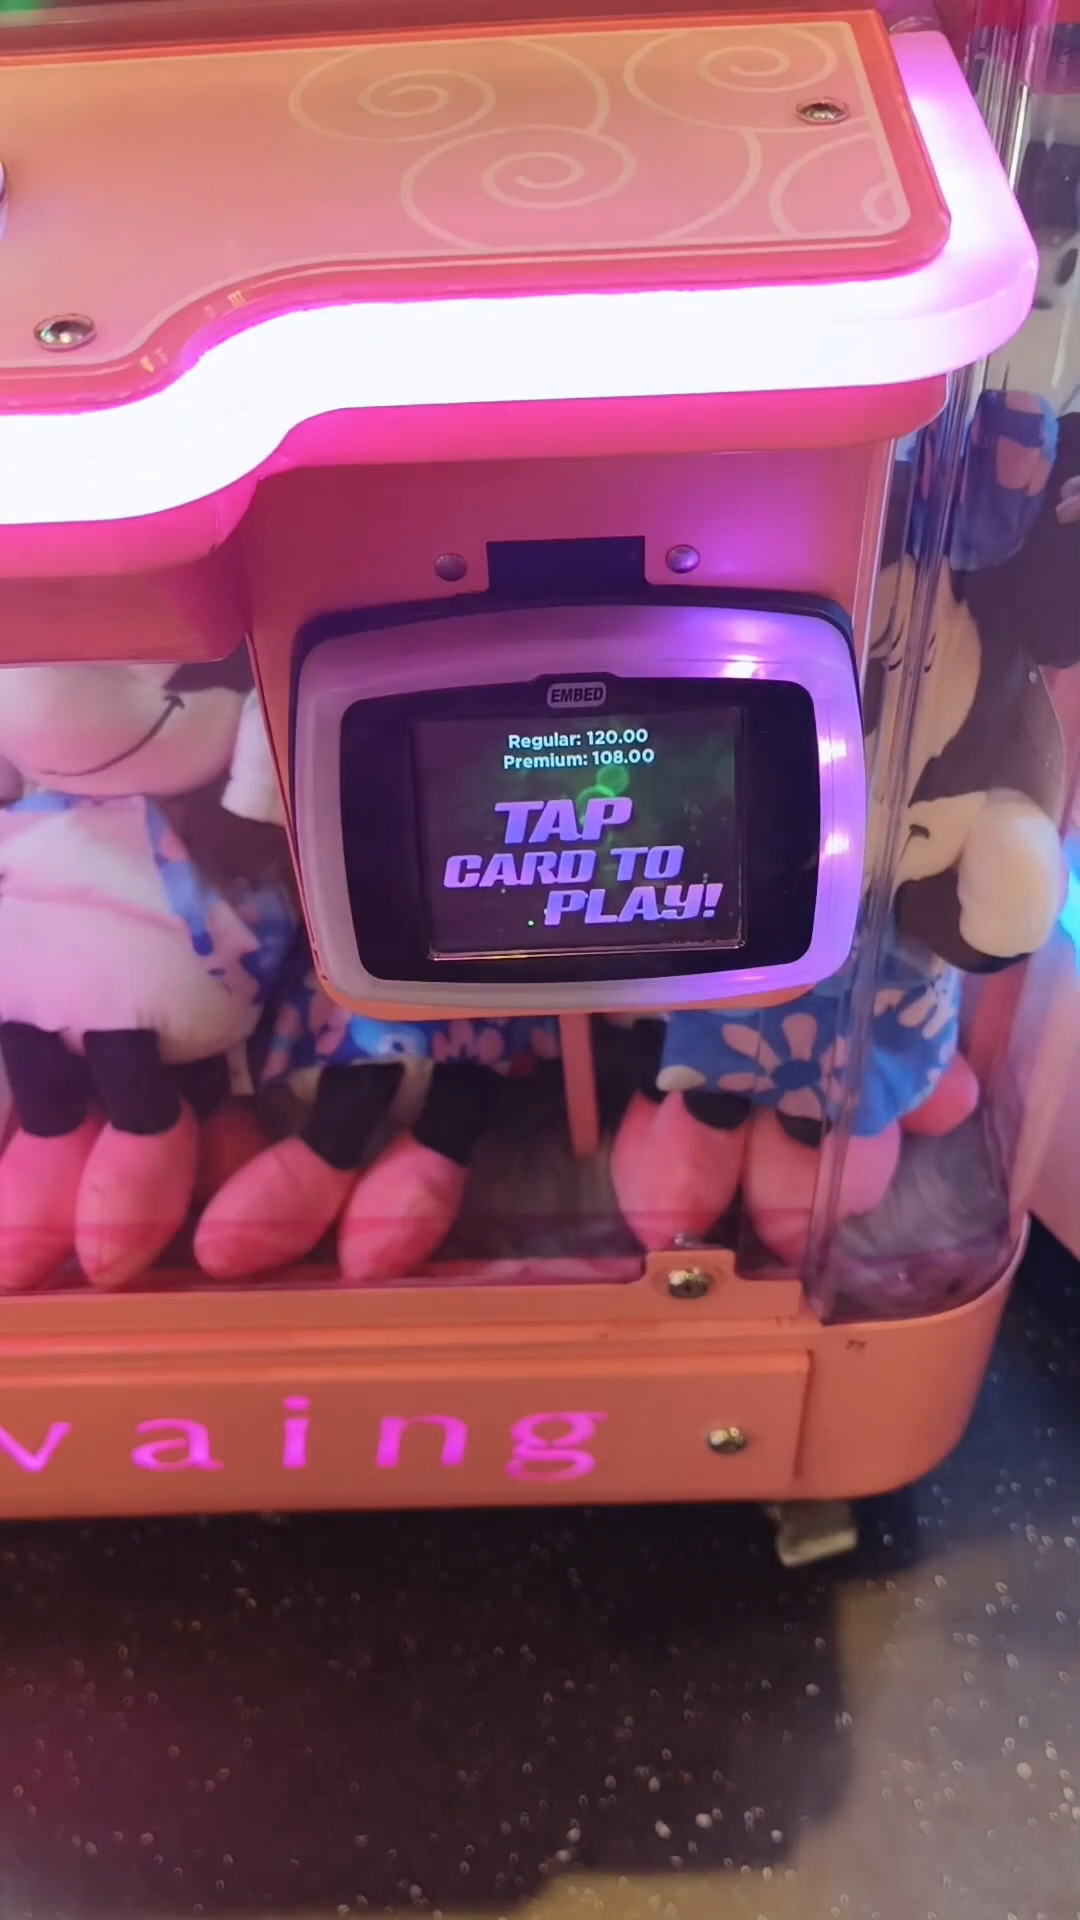 EMBED
Regular: 120.00
Premium: 108.00
TAP
CARD TO
PLAY!
vaing